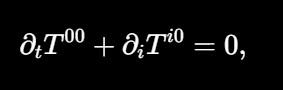 ∂ₜT⁰⁰ + ∂ᵢTⁱ⁰ = 0,